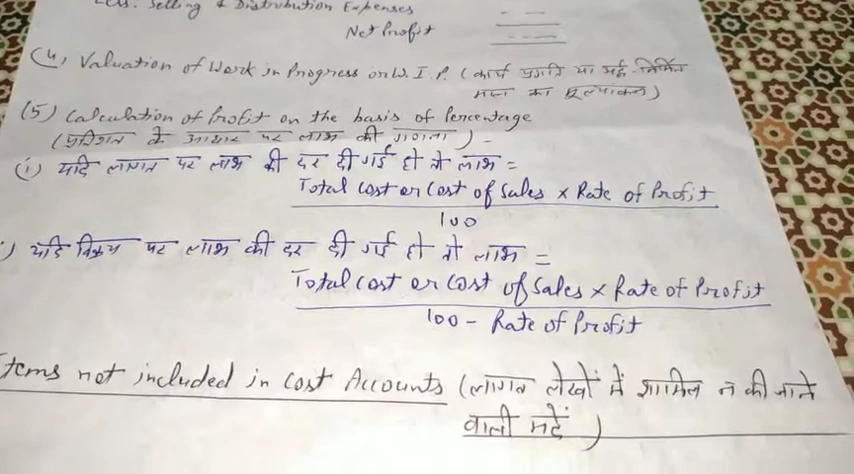 Less: Selling & Distribution Expenses
Net Profit
(4) Valuation of Work in Progress or W.I.P. (कार्य प्रगति या अर्द्ध निर्मित
माल का मूल्यांकन)
(5) Calculation of Profit on the basis of Percentage
(प्रतिशत के आधार पर लाभ की गणना) -
(i) यदि लागत पर लाभ की दर दी गई हो तो लाभ =
Total Cost or Cost of Sales × Rate of Profit
100
) यदि विक्रय पर लाभ की दर दी गई हो तो लाभ =
Total Cost or Cost of Sales × Rate of Profit
100 - Rate of Profit
Items not included in Cost Accounts (लागत लेखों में शामिल न की जाने
वाली मदें)